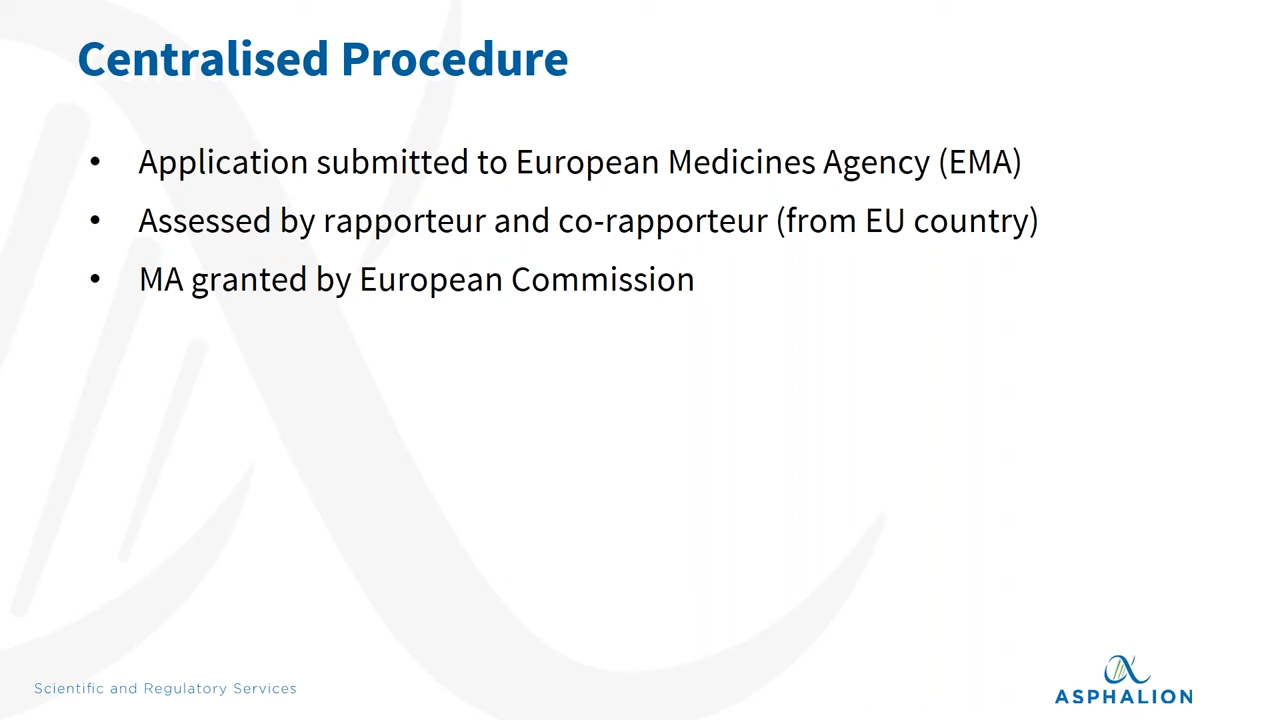 Centralised Procedure
• Application submitted to European Medicines Agency (EMA)
• Assessed by rapporteur and co-rapporteur (from EU country)
• MA granted by European Commission
Scientific and Regulatory Services
ASPHALION